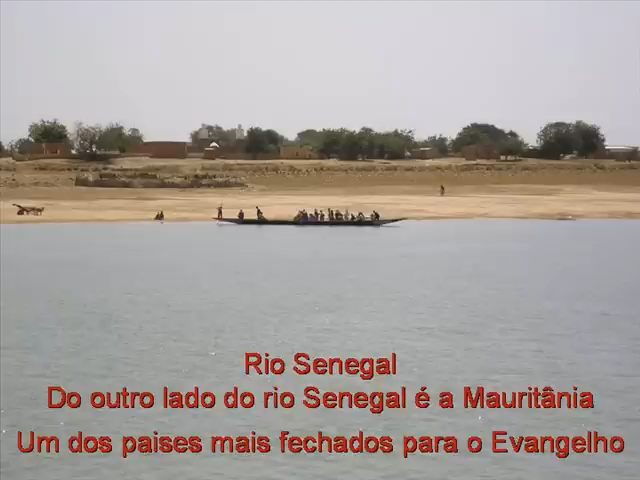 Rio Senegal
Do outro lado do rio Senegal é a Mauritânia
Um dos paises mais fechados para o Evangelho